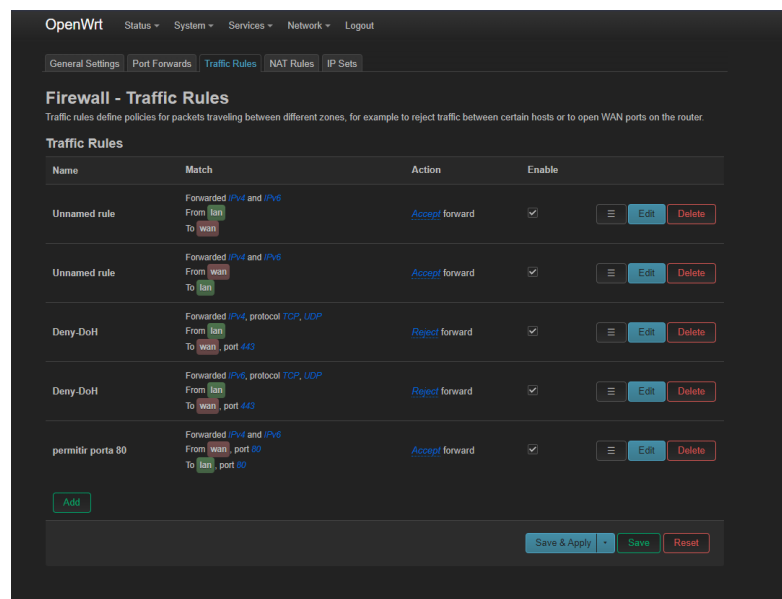 OpenWrt Status System Services Network Logout
General Settings Port Forwards Traffic Rules NAT Rules IP Sets
Firewall - Traffic Rules
Traffic rules define policies for packets traveling between different zones, for example to reject traffic between certain hosts or to open WAN ports on the router.
Traffic Rules
Name Match Action Enable
Forwarded IPv4 and IPv6
Unnamed rule From lan Accept forward Edit Delete
To wan
Forwarded IPv4 and IPv6
Unnamed rule From wan Accept forward Edit Delete
To lan
Forwarded IPv4, protocol TCP, UDP
Deny-DoH From lan Reject forward Edit Delete
To wan, port 443
Forwarded IPv6, protocol TCP, UDP
Deny-DoH From lan Reject forward Edit Delete
To wan, port 443
Forwarded IPv4 and IPv6
permitir porta 80 From wan, port 80 Accept forward Edit Delete
To lan, port 80
Add
Save & Apply Save Reset